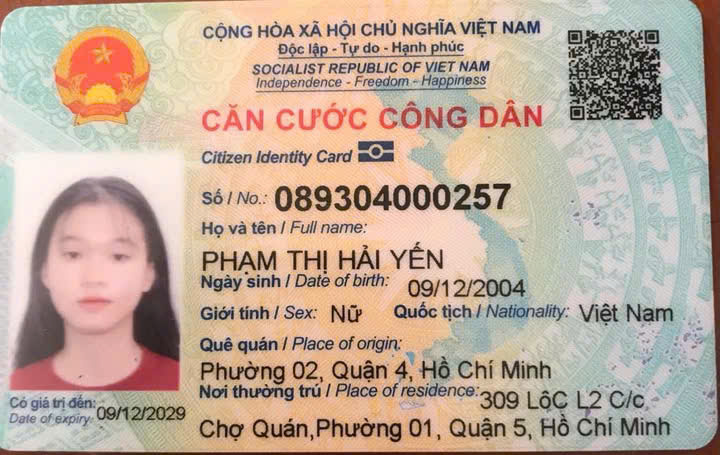 CỘNG HÒA XÃ HỘI CHỦ NGHĨA VIỆT NAM
Độc lập - Tự do - Hạnh phúc
SOCIALIST REPUBLIC OF VIET NAM
Independence - Freedom - Happiness
CĂN CƯỚC CÔNG DÂN
Citizen Identity Card
Số / No.: 089304000257
Họ và tên / Full name:
PHẠM THỊ HẢI YẾN
Ngày sinh / Date of birth: 09/12/2004
Giới tính / Sex: Nữ Quốc tịch / Nationality: Việt Nam
Quê quán / Place of origin:
Phường 02, Quận 4, Hồ Chí Minh
Nơi thường trú / Place of residence: 309 LôC L2 C/c
Chợ Quán,Phường 01, Quận 5, Hồ Chí Minh
Có giá trị đến: 09/12/2029
Date of expiry: